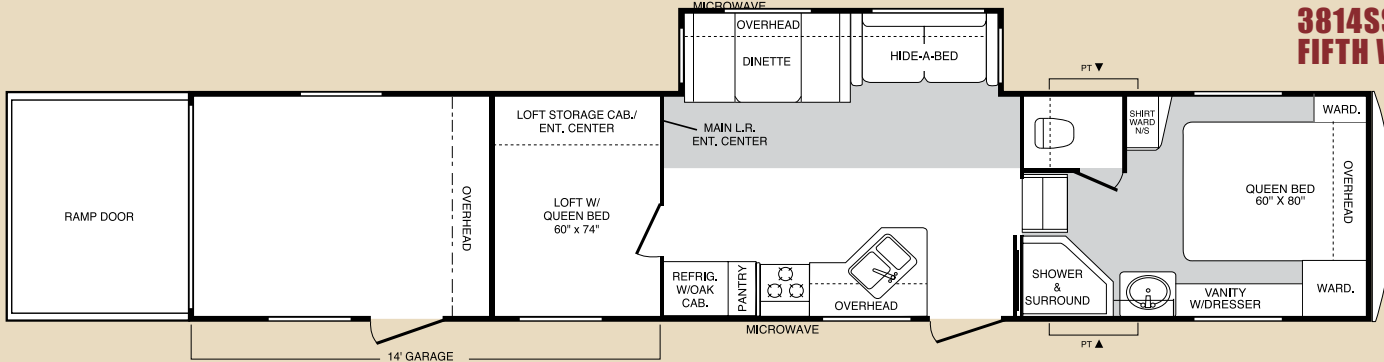 MICROWAVE
3814SS
FIFTH
OVERHEAD
DINETTE
HIDE-A-BED
PT ▼
LOFT STORAGE CAB./
ENT. CENTER
MAIN L.R.
ENT. CENTER
SHIRT
WARD
N/S
WARD.
RAMP DOOR
OVERHEAD
LOFT W/
QUEEN BED
60" x 74"
QUEEN BED
60" X 80"
OVERHEAD
REFRIG.
W/OAK
CAB.
PANTRY
OVERHEAD
SHOWER
&
SURROUND
VANITY
W/DRESSER
WARD.
MICROWAVE
PT ▲
14' GARAGE